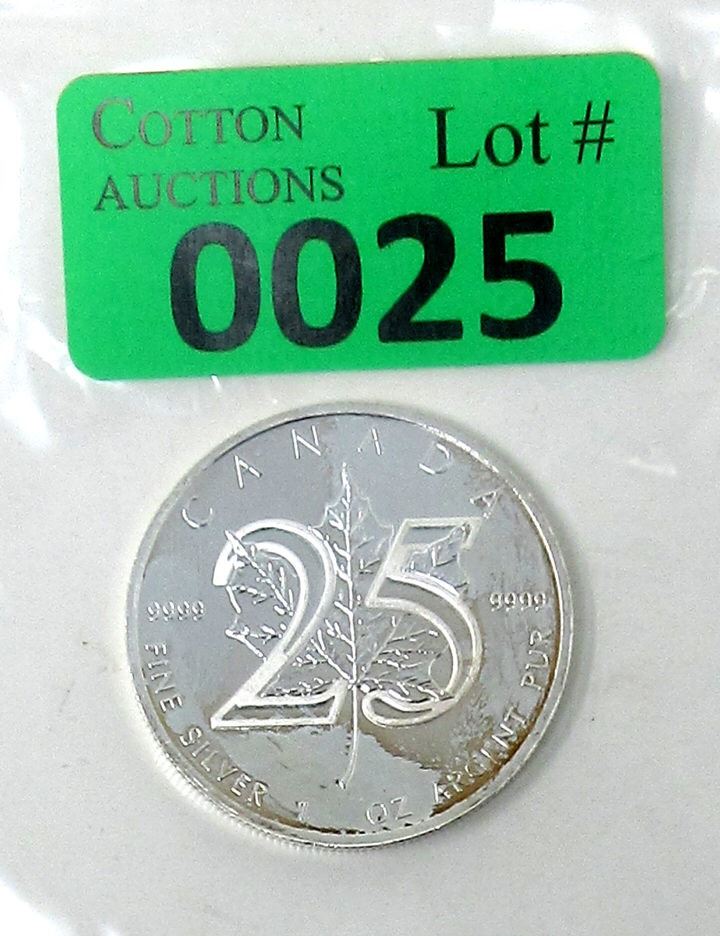 COTTON
AUCTIONS
Lot #
0025
CANADA
25
9999
9999
FINE SILVER 1 OZ ARGENT PUR